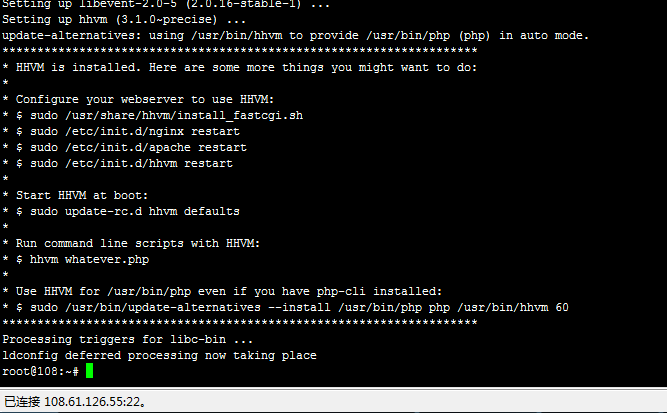 Setting up libevent-2.0-5 (2.0.16-stable-1) ...
Setting up hhvm (3.1.0~precise) ...
update-alternatives: using /usr/bin/hhvm to provide /usr/bin/php (php) in auto mode.
********************************************************************
* HHVM is installed. Here are some more things you might want to do:
*
* Configure your webserver to use HHVM:
* $ sudo /usr/share/hhvm/install_fastcgi.sh
* $ sudo /etc/init.d/nginx restart
* $ sudo /etc/init.d/apache restart
* $ sudo /etc/init.d/hhvm restart
*
* Start HHVM at boot:
* $ sudo update-rc.d hhvm defaults
*
* Run command line scripts with HHVM:
* $ hhvm whatever.php
*
* Use HHVM for /usr/bin/php even if you have php-cli installed:
* $ sudo /usr/bin/update-alternatives --install /usr/bin/php php /usr/bin/hhvm 60
********************************************************************
Processing triggers for libc-bin ...
ldconfig deferred processing now taking place
root@108:~#
已连接 108.61.126.55:22。